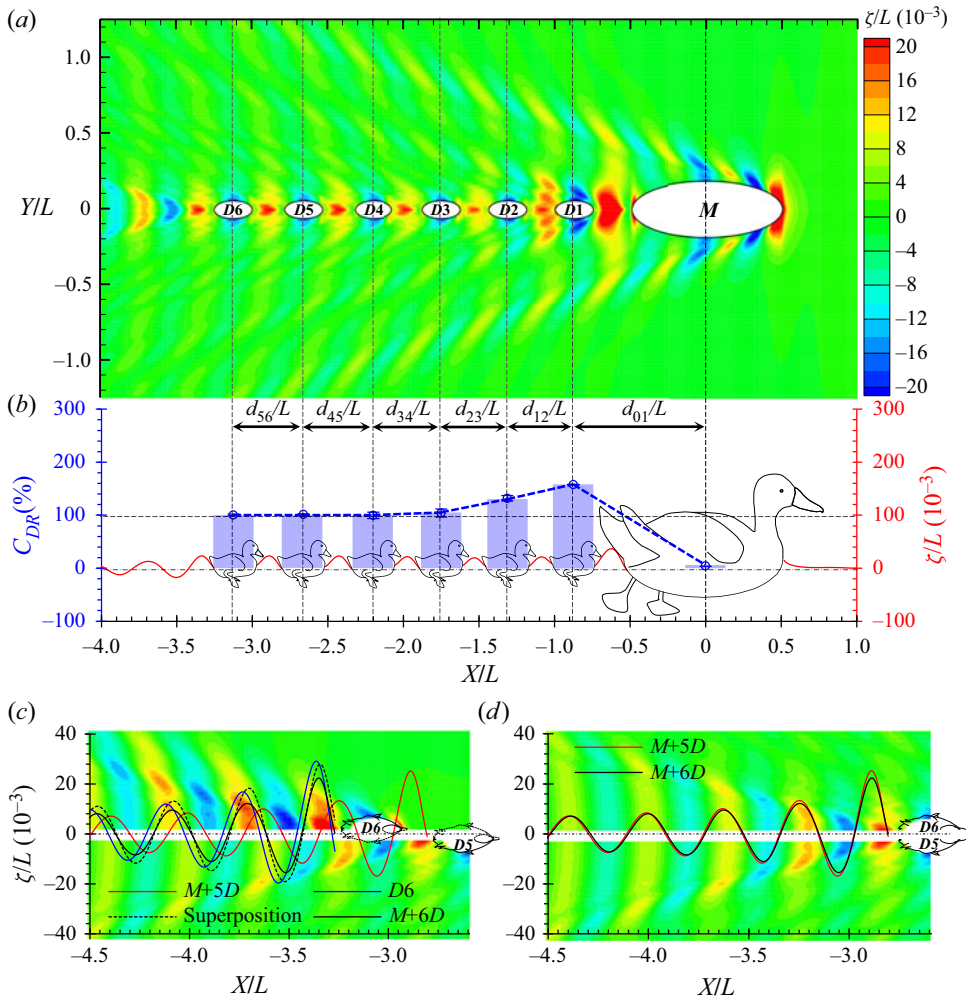 (a)
ζ/L (10⁻³)
1.0
0.5
0
–0.5
–1.0
Y/L
D6 D5 D4 D3 D2 D1 M
20
16
12
8
4
0
–4
–8
–12
–16
–20
(b)
300
200
100
0
–100
C_DR (%)
d₅₆/L d₄₅/L d₃₄/L d₂₃/L d₁₂/L d₀₁/L
300
200
100
0
–100
ζ/L (10⁻³)
–4.0 –3.5 –3.0 –2.5 –2.0 –1.5 –1.0 –0.5 0 0.5 1.0
X/L
(c)
40
20
0
–20
–40
ζ/L (10⁻³)
D6
D5
M+5D D6
Superposition M+6D
–4.5 –4.0 –3.5 –3.0
X/L
(d)
40
20
0
–20
–40
M+5D
M+6D
D6
D5
–4.5 –4.0 –3.5 –3.0
X/L